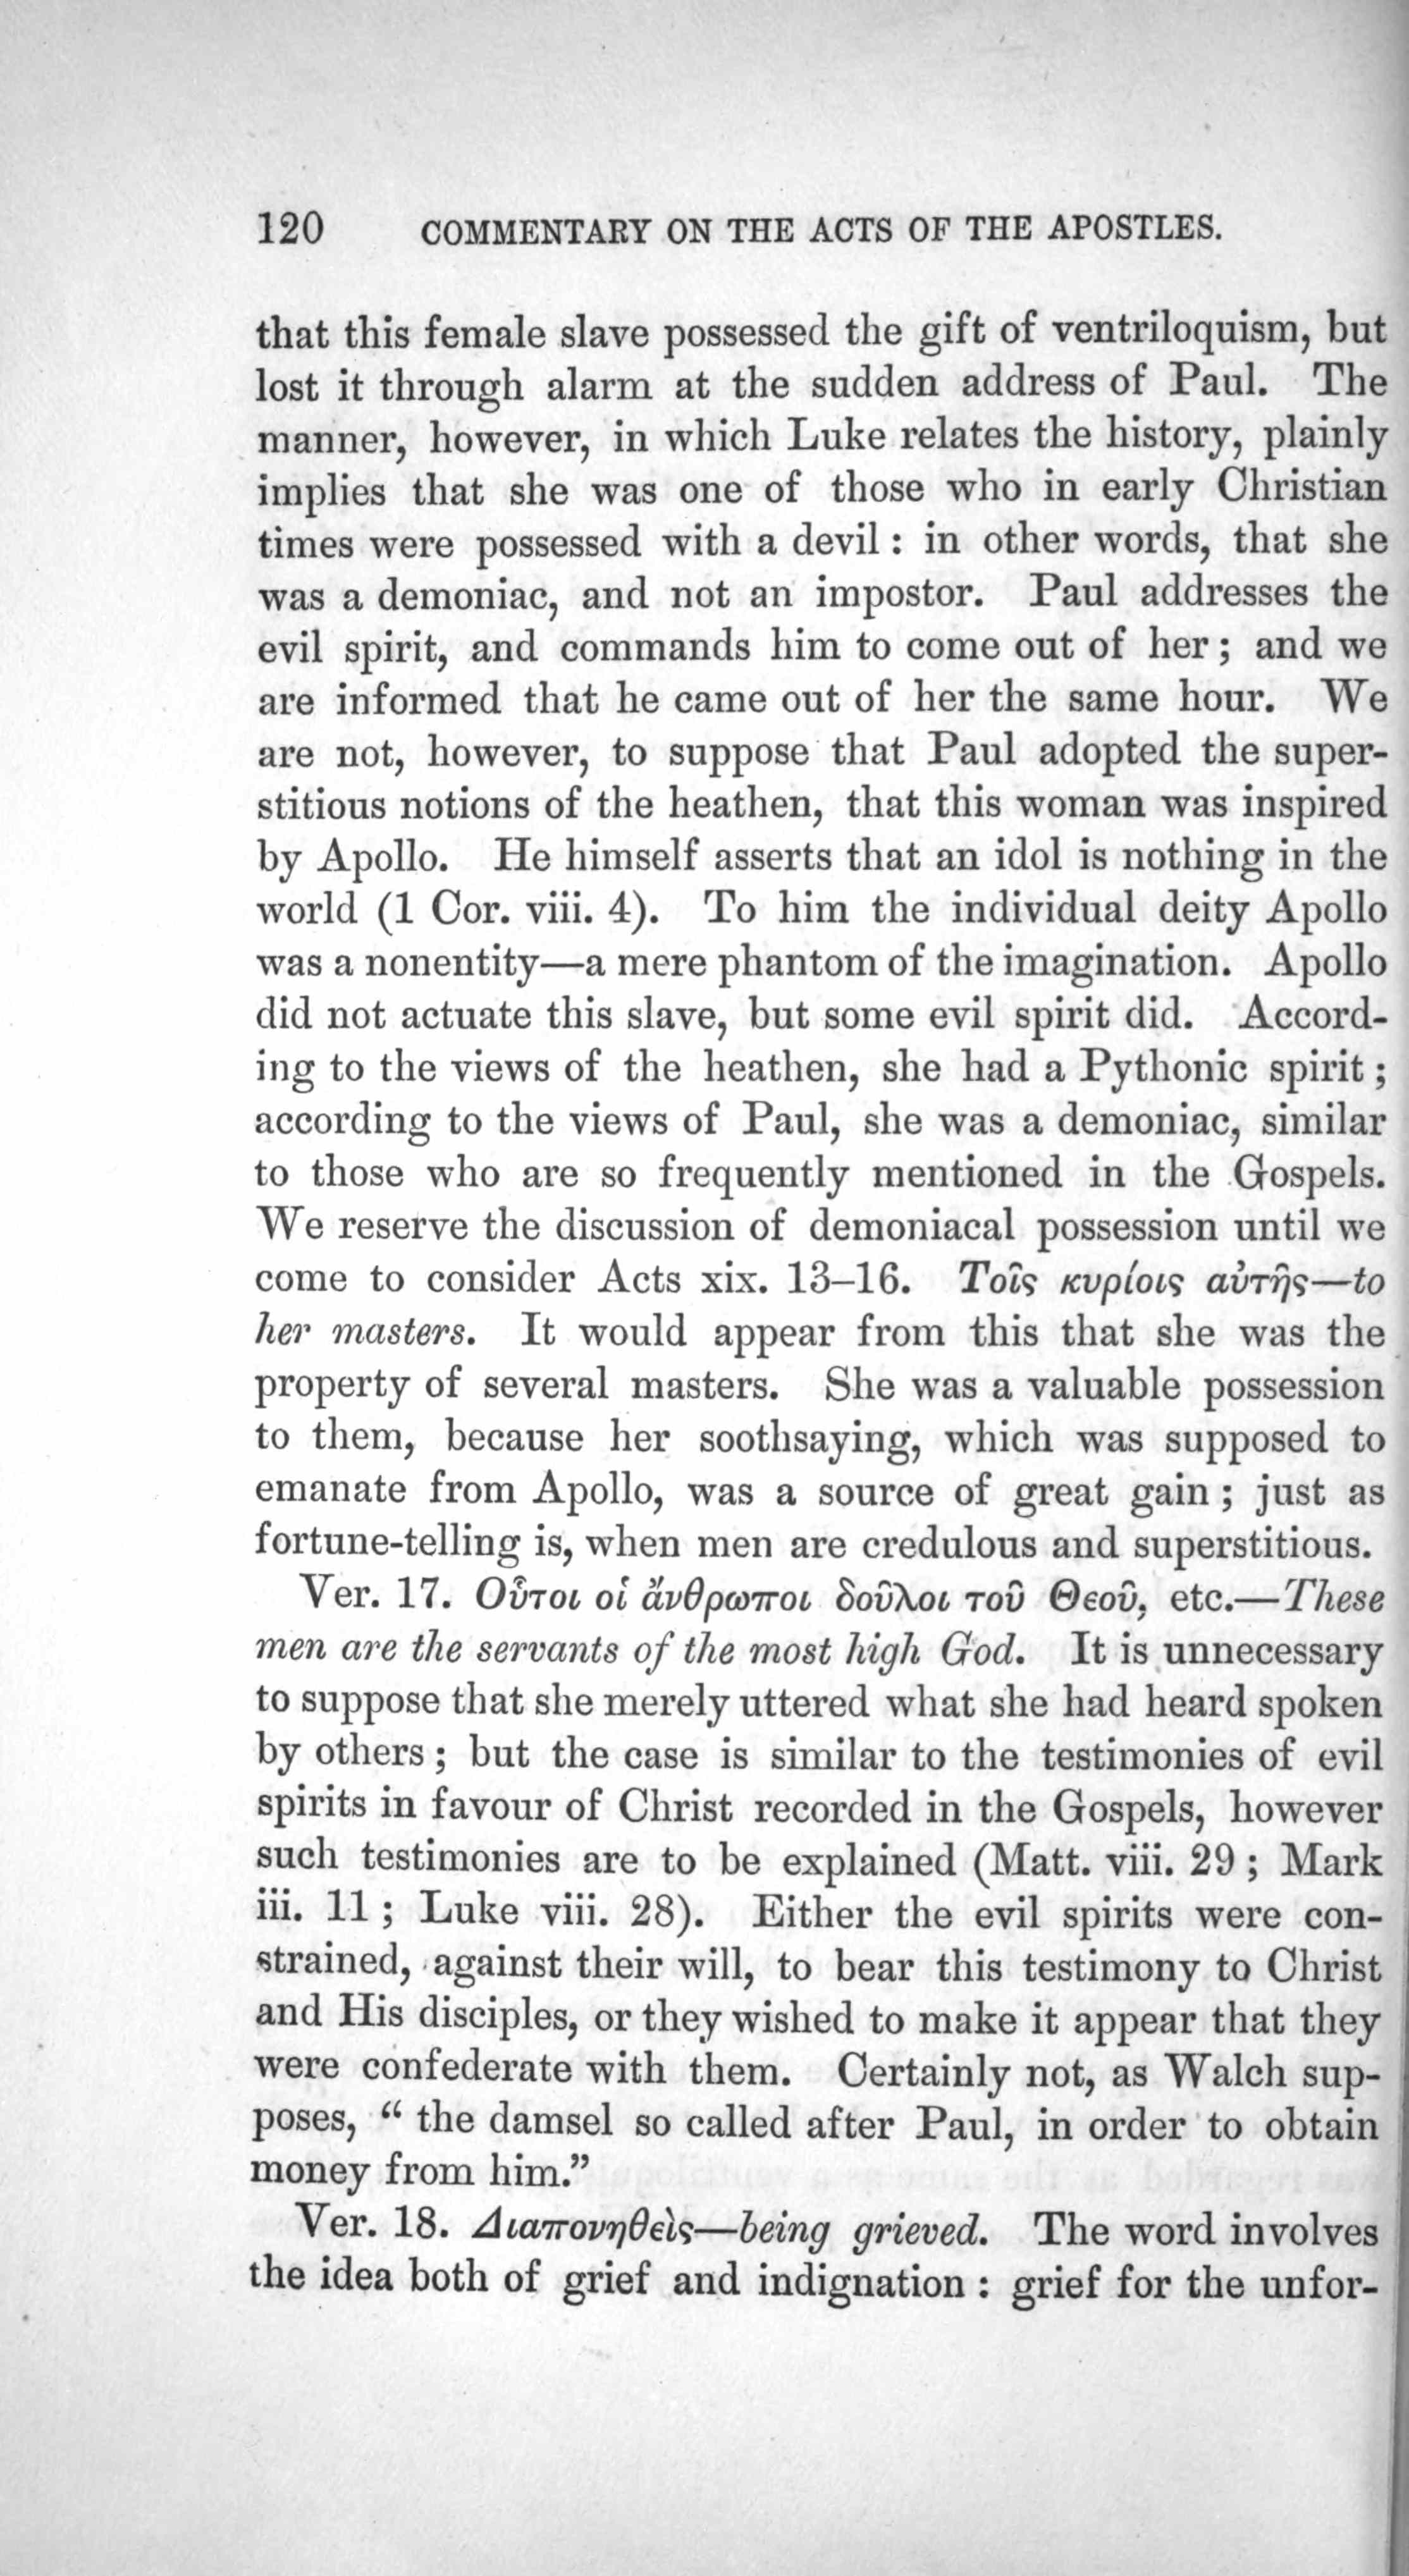 120 COMMENTARY ON THE ACTS OF THE APOSTLES.
that this female slave possessed the gift of ventriloquism, but
lost it through alarm at the sudden address of Paul. The
manner, however, in which Luke relates the history, plainly
implies that she was one of those who in early Christian
times were possessed with a devil: in other words, that she
was a demoniac, and not an impostor. Paul addresses the
evil spirit, and commands him to come out of her; and we
are informed that he came out of her the same hour. We
are not, however, to suppose that Paul adopted the super-
stitious notions of the heathen, that this woman was inspired
by Apollo. He himself asserts that an idol is nothing in the
world (1 Cor. viii. 4). To him the individual deity Apollo
was a nonentity—a mere phantom of the imagination. Apollo
did not actuate this slave, but some evil spirit did. Accord-
ing to the views of the heathen, she had a Pythonic spirit;
according to the views of Paul, she was a demoniac, similar
to those who are so frequently mentioned in the Gospels.
We reserve the discussion of demoniacal possession until we
come to consider Acts xix. 13–16. Τοῖς κυρίοις αὐτῆς—to
her masters. It would appear from this that she was the
property of several masters. She was a valuable possession
to them, because her soothsaying, which was supposed to
emanate from Apollo, was a source of great gain; just as
fortune-telling is, when men are credulous and superstitious.
Ver. 17. Οὗτοι οἱ ἄνθρωποι δοῦλοι τοῦ Θεοῦ, etc.—These
men are the servants of the most high God. It is unnecessary
to suppose that she merely uttered what she had heard spoken
by others; but the case is similar to the testimonies of evil
spirits in favour of Christ recorded in the Gospels, however
such testimonies are to be explained (Matt. viii. 29; Mark
iii. 11; Luke viii. 28). Either the evil spirits were con-
strained, against their will, to bear this testimony to Christ
and His disciples, or they wished to make it appear that they
were confederate with them. Certainly not, as Walch sup-
poses, “ the damsel so called after Paul, in order to obtain
money from him.”
Ver. 18. Διαπονηθεὶς—being grieved. The word involves
the idea both of grief and indignation: grief for the unfor-